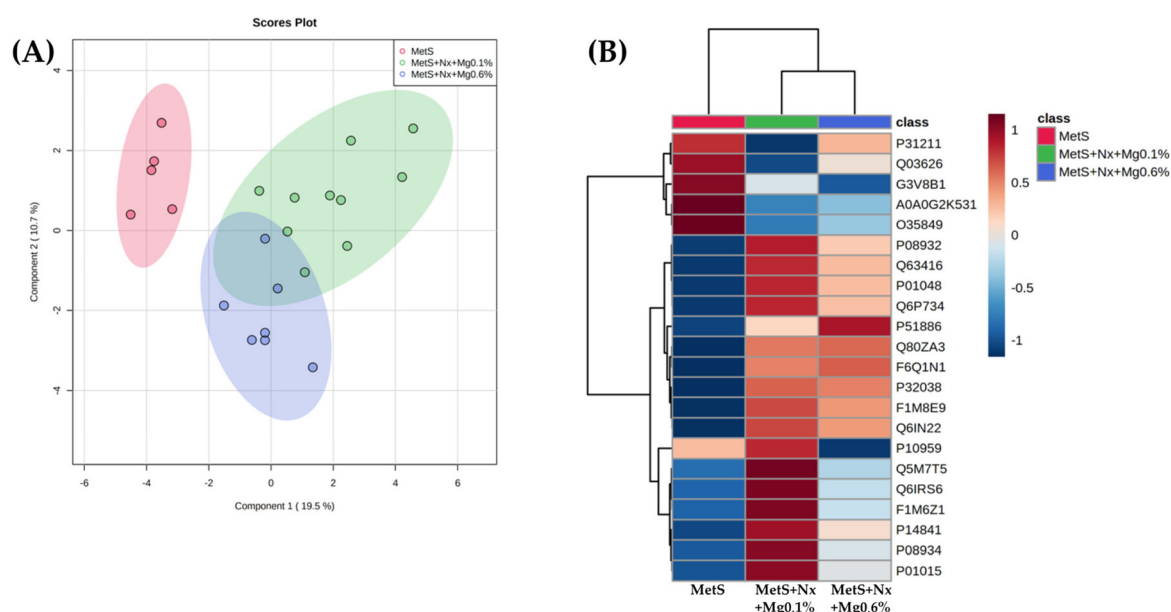 (A)
Scores Plot
MetS
MetS+Nx+Mg0.1%
MetS+Nx+Mg0.6%
Component 2 ( 10.7 %)
4
2
0
-2
-4
-6
-4
-2
0
2
4
6
Component 1 ( 19.5 %)
(B)
class
P31211
Q03626
G3V8B1
A0A0G2K531
O35849
P08932
Q63416
P01048
Q6P734
P51886
Q80ZA3
F6Q1N1
P32038
F1M8E9
Q6IN22
P10959
Q5M7T5
Q6IRS6
F1M6Z1
P14841
P08934
P01015
MetS
MetS+Nx
+Mg0.1%
MetS+Nx
+Mg0.6%
1
0.5
0
-0.5
-1
class
MetS
MetS+Nx+Mg0.1%
MetS+Nx+Mg0.6%